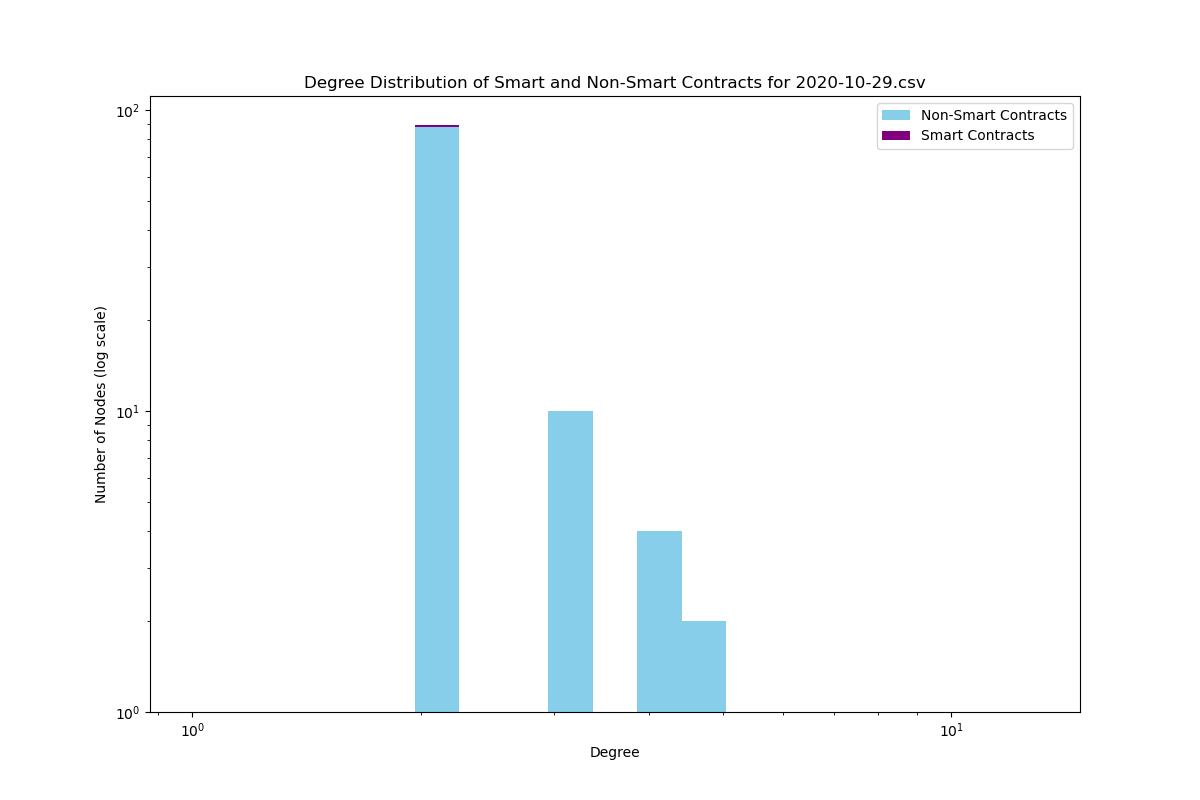 Degree Distribution of Smart and Non-Smart Contracts for 2020-10-29.csv
Non-Smart Contracts
Smart Contracts
Number of Nodes (log scale)
10²
10¹
10⁰
10⁰ 10¹
Degree